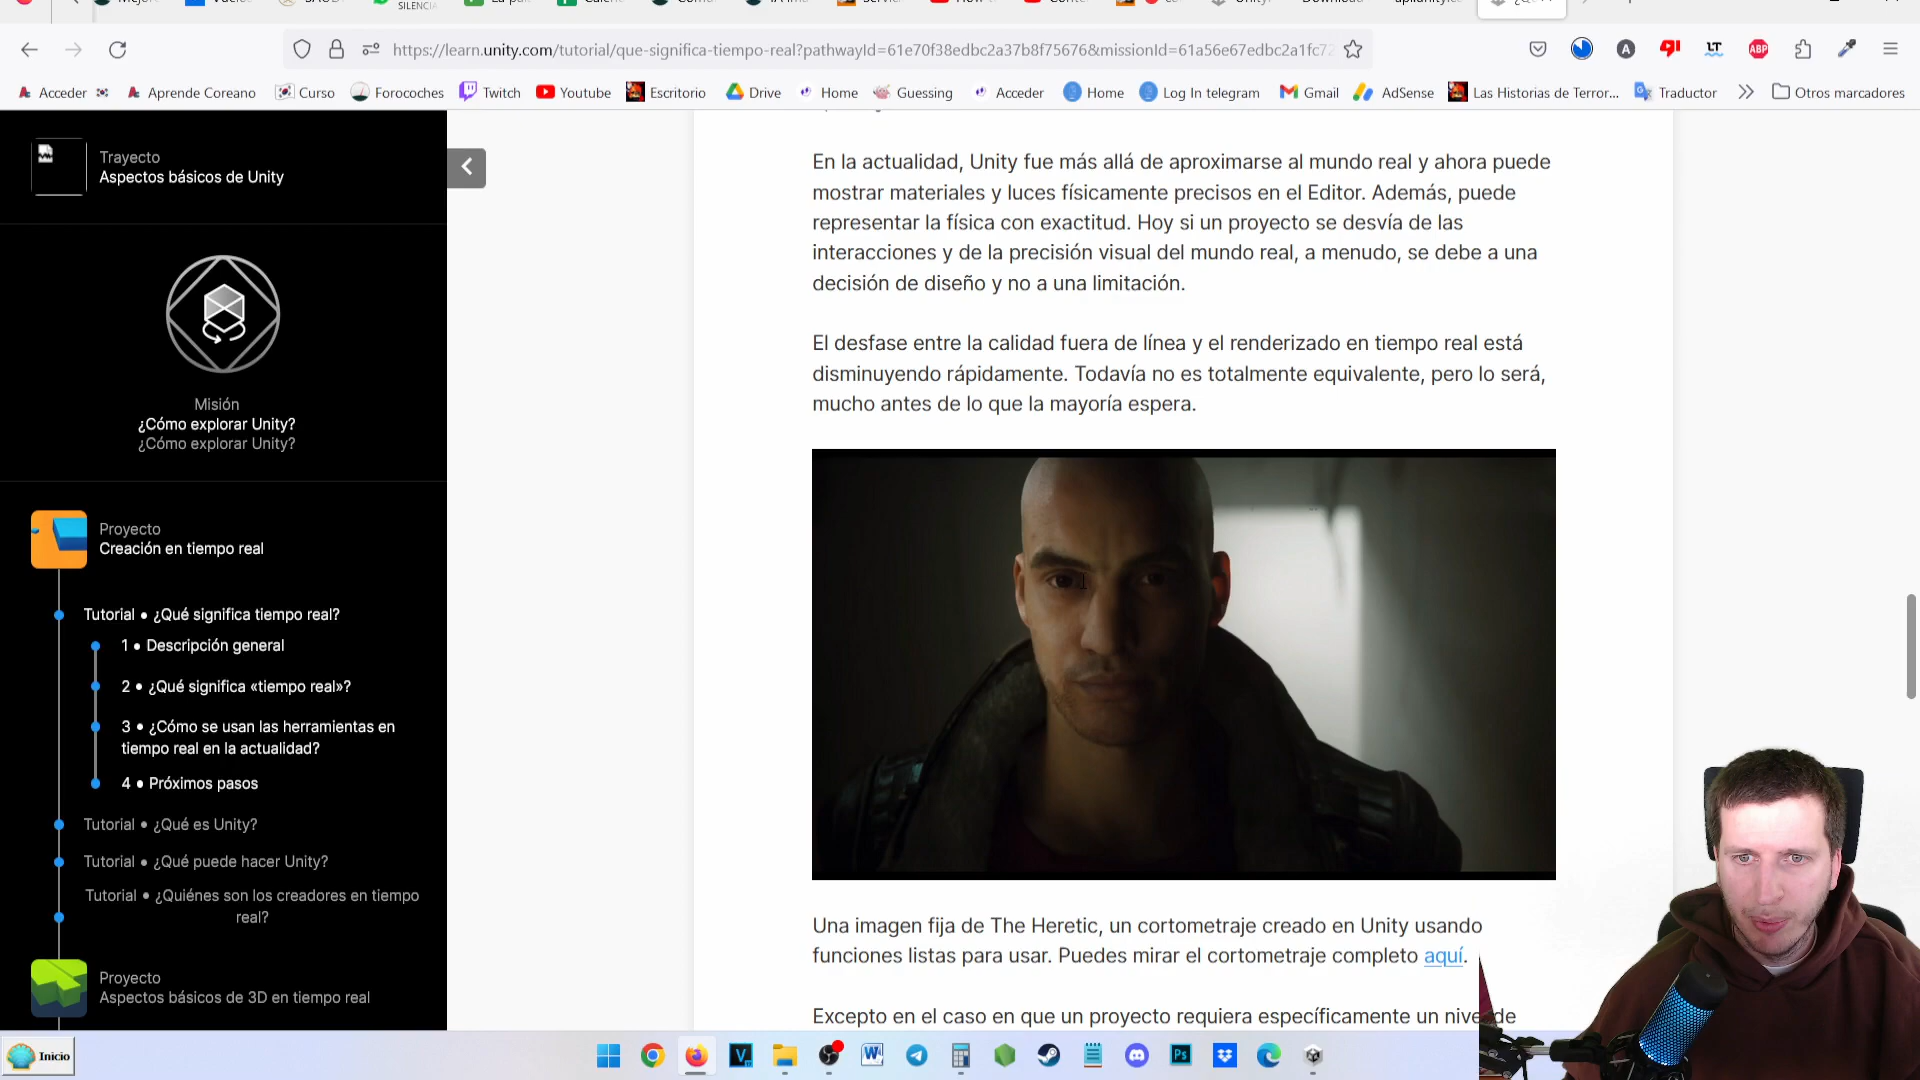 SILENCIA
https://learn.unity.com/tutorial/que-significa-tiempo-real?pathwayId=61e70f38edbc2a37b8f75676&missionId=61a56e67edbc2a1fc72
Acceder
Aprende Coreano
Curso
Forocoches
Twitch
Youtube
Escritorio
Drive
Home
Guessing
Acceder
Home
Log In telegram
Gmail
AdSense
Las Historias de Terror...
Traductor
Otros marcadores
Trayecto
Aspectos básicos de Unity
Misión
¿Cómo explorar Unity?
¿Cómo explorar Unity?
Proyecto
Creación en tiempo real
Tutorial • ¿Qué significa tiempo real?
1 • Descripción general
2 • ¿Qué significa «tiempo real»?
3 • ¿Cómo se usan las herramientas en
tiempo real en la actualidad?
4 • Próximos pasos
Tutorial • ¿Qué es Unity?
Tutorial • ¿Qué puede hacer Unity?
Tutorial • ¿Quiénes son los creadores en tiempo
real?
Proyecto
Aspectos básicos de 3D en tiempo real
En la actualidad, Unity fue más allá de aproximarse al mundo real y ahora puede
mostrar materiales y luces físicamente precisos en el Editor. Además, puede
representar la física con exactitud. Hoy si un proyecto se desvía de las
interacciones y de la precisión visual del mundo real, a menudo, se debe a una
decisión de diseño y no a una limitación.
El desfase entre la calidad fuera de línea y el renderizado en tiempo real está
disminuyendo rápidamente. Todavía no es totalmente equivalente, pero lo será,
mucho antes de lo que la mayoría espera.
Una imagen fija de The Heretic, un cortometraje creado en Unity usando
funciones listas para usar. Puedes mirar el cortometraje completo aquí.
Excepto en el caso en que un proyecto requiera específicamente un nive de
Inicio